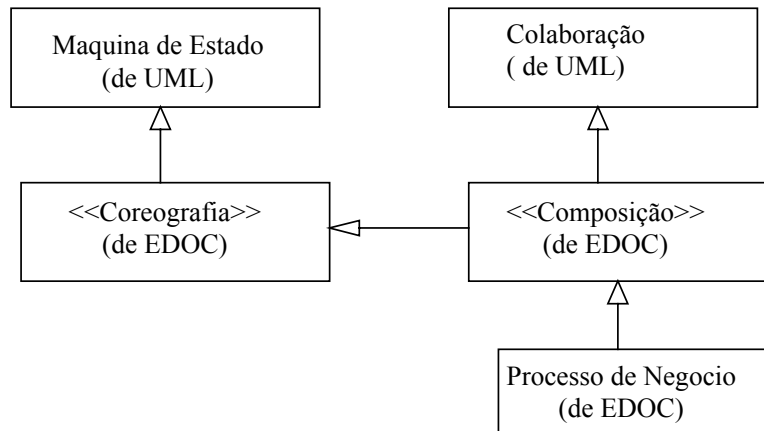 Maquina de Estado
(de UML)
Colaboração
( de UML)
<<Coreografia>>
(de EDOC)
<<Composição>>
(de EDOC)
Processo de Negocio
(de EDOC)